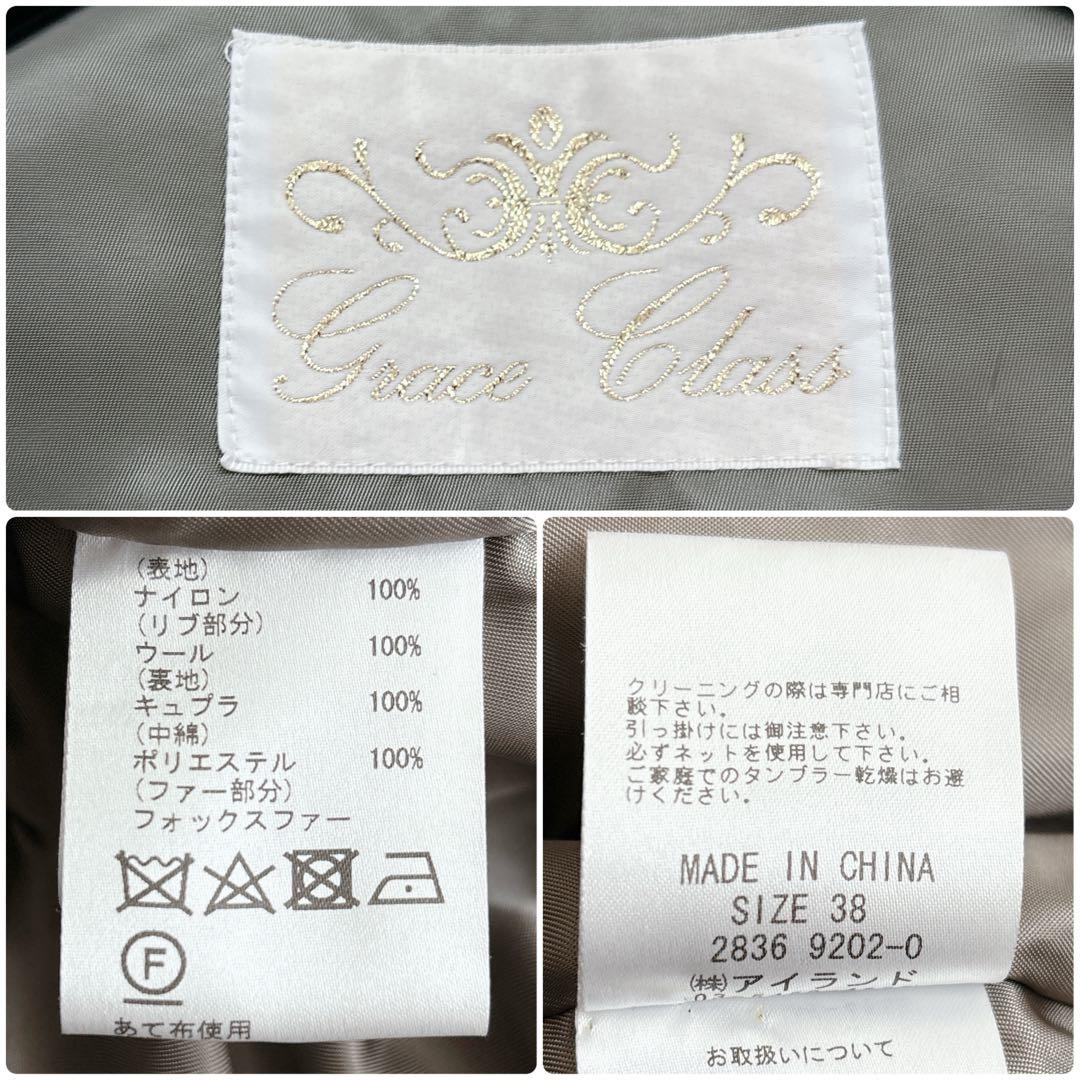 Grace Class
(表地)
ナイロン 100%
(リブ部分)
ウール 100%
(裏地)
キュプラ 100%
(中綿)
ポリエステル 100%
(ファー部分)
フォックスファー
F
あて布使用
クリーニングの際は専門店にご相
談下さい。
引っ掛けには御注意下さい。
必ずネットを使用して下さい。
ご家庭でのタンブラー乾燥はお避
けください。
MADE IN CHINA
SIZE 38
2836 9202-0
㈱アイランド
お取扱いについて